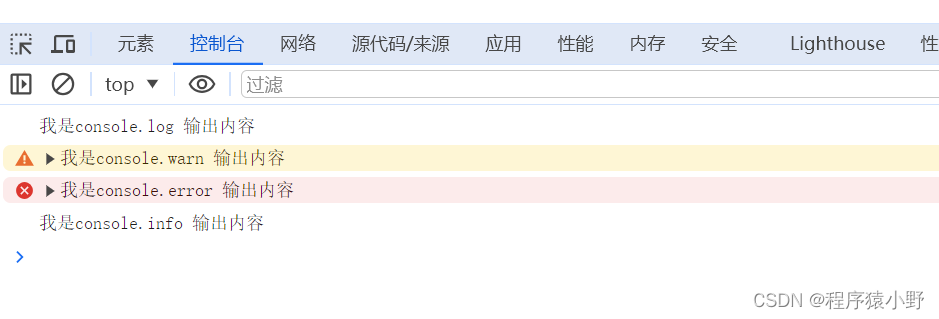 元素 控制台 网络 源代码/来源 应用 性能 内存 安全 Lighthouse 性
top 过滤
我是console.log 输出内容
我是console.warn 输出内容
我是console.error 输出内容
我是console.info 输出内容
CSDN @程序猿小野